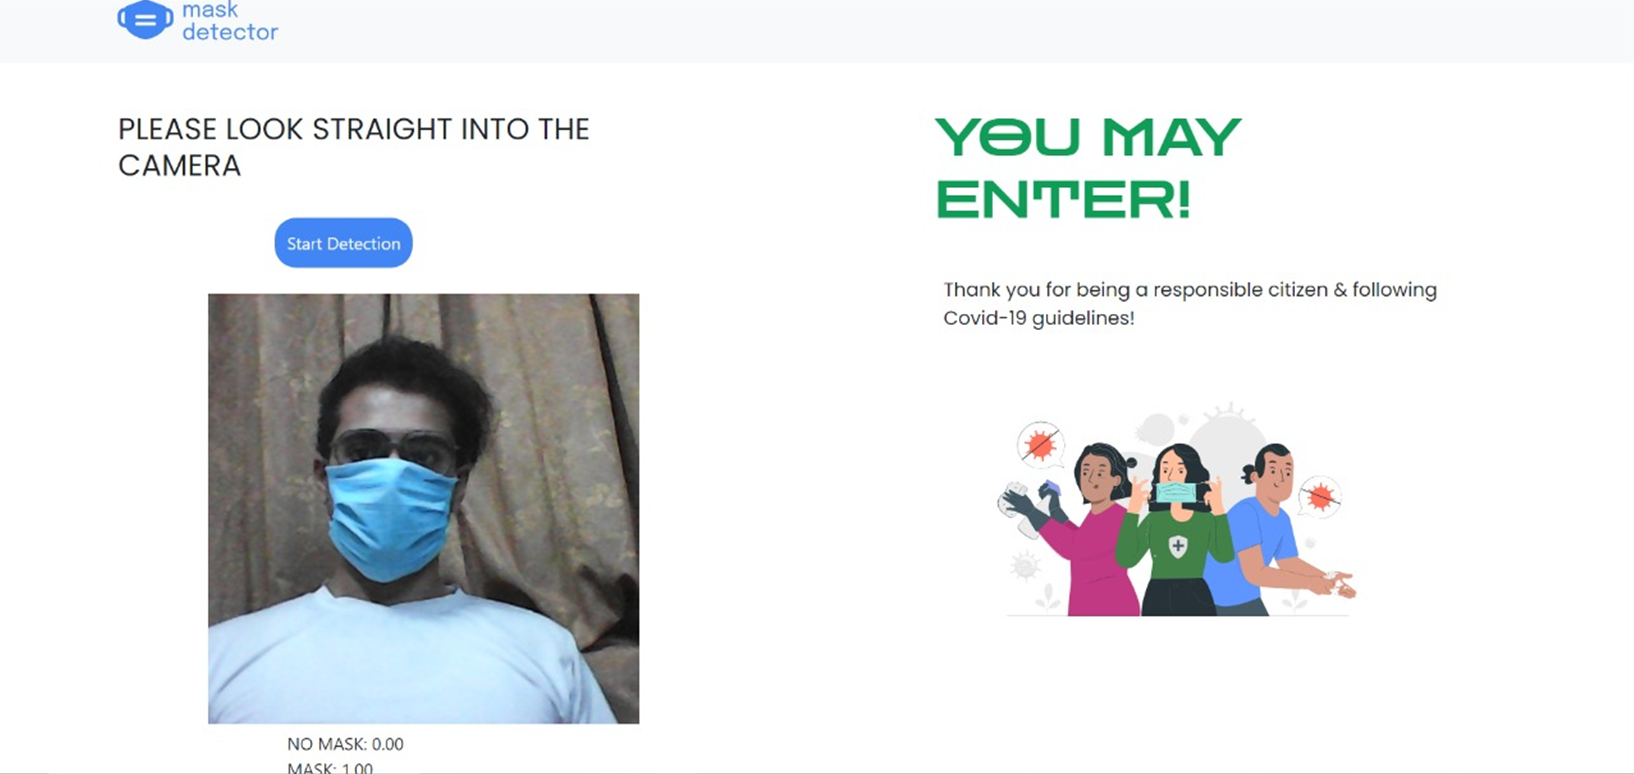 mask
detector
PLEASE LOOK STRAIGHT INTO THE
CAMERA
Start Detection
NO MASK: 0.00
MASK: 1.00
YOU MAY
ENTER!
Thank you for being a responsible citizen & following
Covid-19 guidelines!